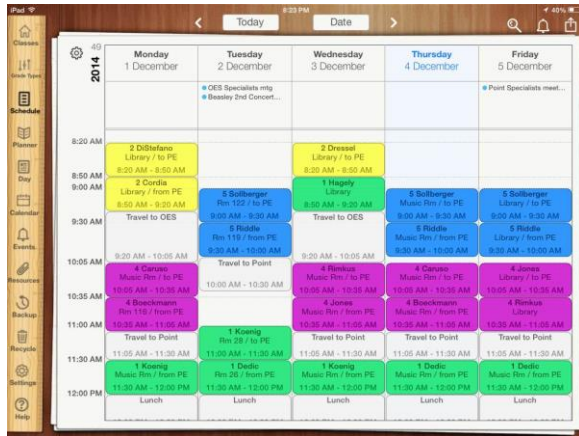 iPad
8:23 PM
40%
Today
Date
Classes
Grade Types
Schedule
Planner
Day
Calendar
Events
Resources
Backup
Recycle
Settings
Help
49
2014
Monday
1 December
Tuesday
2 December
Wednesday
3 December
Thursday
4 December
Friday
5 December
OES Specialists mtg
Beasley 2nd Concert...
Point Specialists meet...
8:20 AM
8:50 AM
9:00 AM
9:30 AM
10:05 AM
10:35 AM
11:00 AM
11:30 AM
12:00 PM
2 DiStefano
Library / to PE
8:20 AM - 8:50 AM
2 Cordia
Library / from PE
8:50 AM - 9:20 AM
Travel to OES
9:20 AM - 10:05 AM
4 Caruso
Music Rm / to PE
10:05 AM - 10:35 AM
4 Boeckmann
Rm 116 / from PE
10:35 AM - 11:05 AM
Travel to Point
11:05 AM - 11:30 AM
1 Koenig
Music Rm / from PE
11:30 AM - 12:00 PM
Lunch
5 Sollberger
Rm 122 / to PE
9:00 AM - 9:30 AM
5 Riddle
Rm 119 / from PE
9:30 AM - 10:00 AM
Travel to Point
10:00 AM - 10:30 AM
1 Koenig
Rm 28 / to PE
11:00 AM - 11:30 AM
1 Dedic
Rm 26 / from PE
11:30 AM - 12:00 PM
Lunch
2 Dressel
Library / to PE
8:20 AM - 8:50 AM
1 Hagely
Library
8:50 AM - 9:20 AM
Travel to OES
9:20 AM - 10:05 AM
4 Rimkus
Library / to PE
10:05 AM - 10:35 AM
4 Jones
Music Rm / from PE
10:35 AM - 11:05 AM
Travel to Point
11:05 AM - 11:30 AM
1 Koenig
Music Rm / from PE
11:30 AM - 12:00 PM
Lunch
5 Sollberger
Music Rm / to PE
9:00 AM - 9:30 AM
5 Riddle
Music Rm / from PE
9:30 AM - 10:00 AM
4 Caruso
Music Rm / to PE
10:05 AM - 10:35 AM
4 Boeckmann
Music Rm / from PE
10:35 AM - 11:05 AM
Travel to Point
11:05 AM - 11:30 AM
1 Dedic
Music Rm / from PE
11:30 AM - 12:00 PM
Lunch
5 Sollberger
Library / to PE
9:00 AM - 9:30 AM
5 Riddle
Library / from PE
9:30 AM - 10:00 AM
4 Jones
Library / to PE
10:05 AM - 10:35 AM
4 Rimkus
Library
10:35 AM - 11:05 AM
Travel to Point
11:05 AM - 11:30 AM
1 Dedic
Music Rm / from PE
11:30 AM - 12:00 PM
Lunch